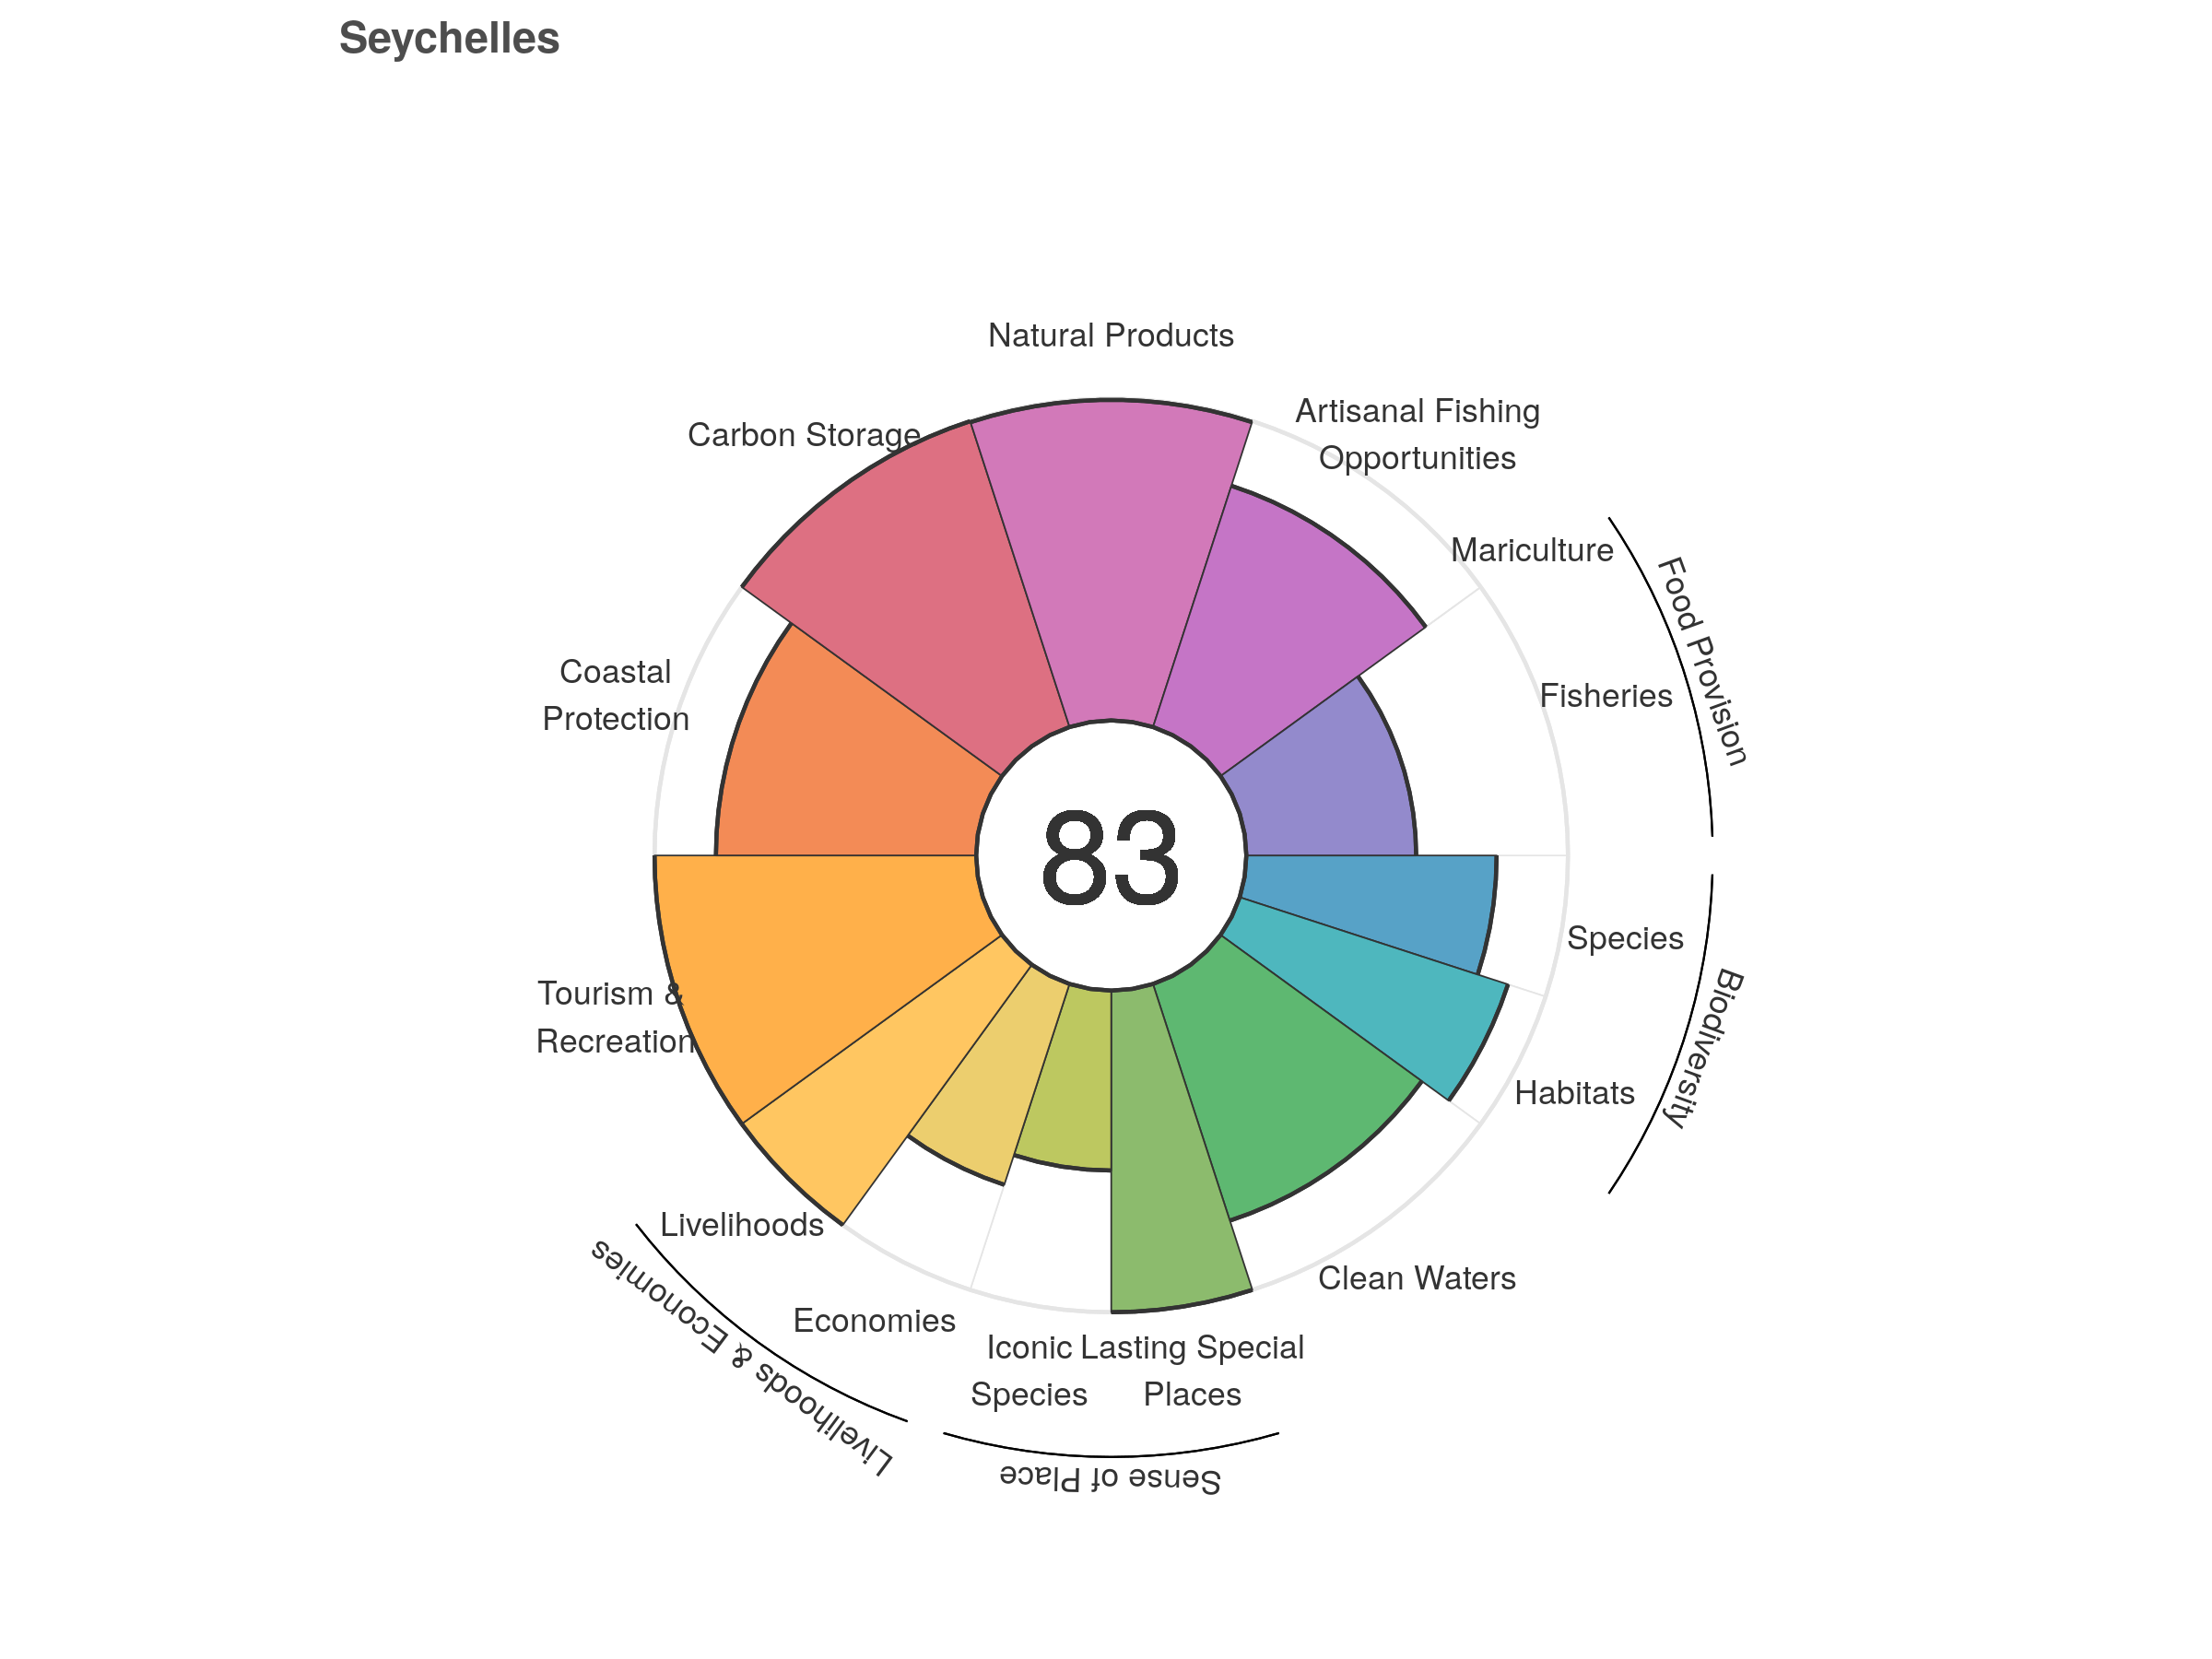 Seychelles
Natural Products
Artisanal Fishing
Opportunities
Carbon Storage
Mariculture
Food Provision
Fisheries
Coastal
Protection
83
Species
Biodiversity
Habitats
Tourism &
Recreation
Livelihoods
Clean Waters
Economies
Livelihoods & Economies
Iconic
Species
Lasting Special
Places
Sense of Place